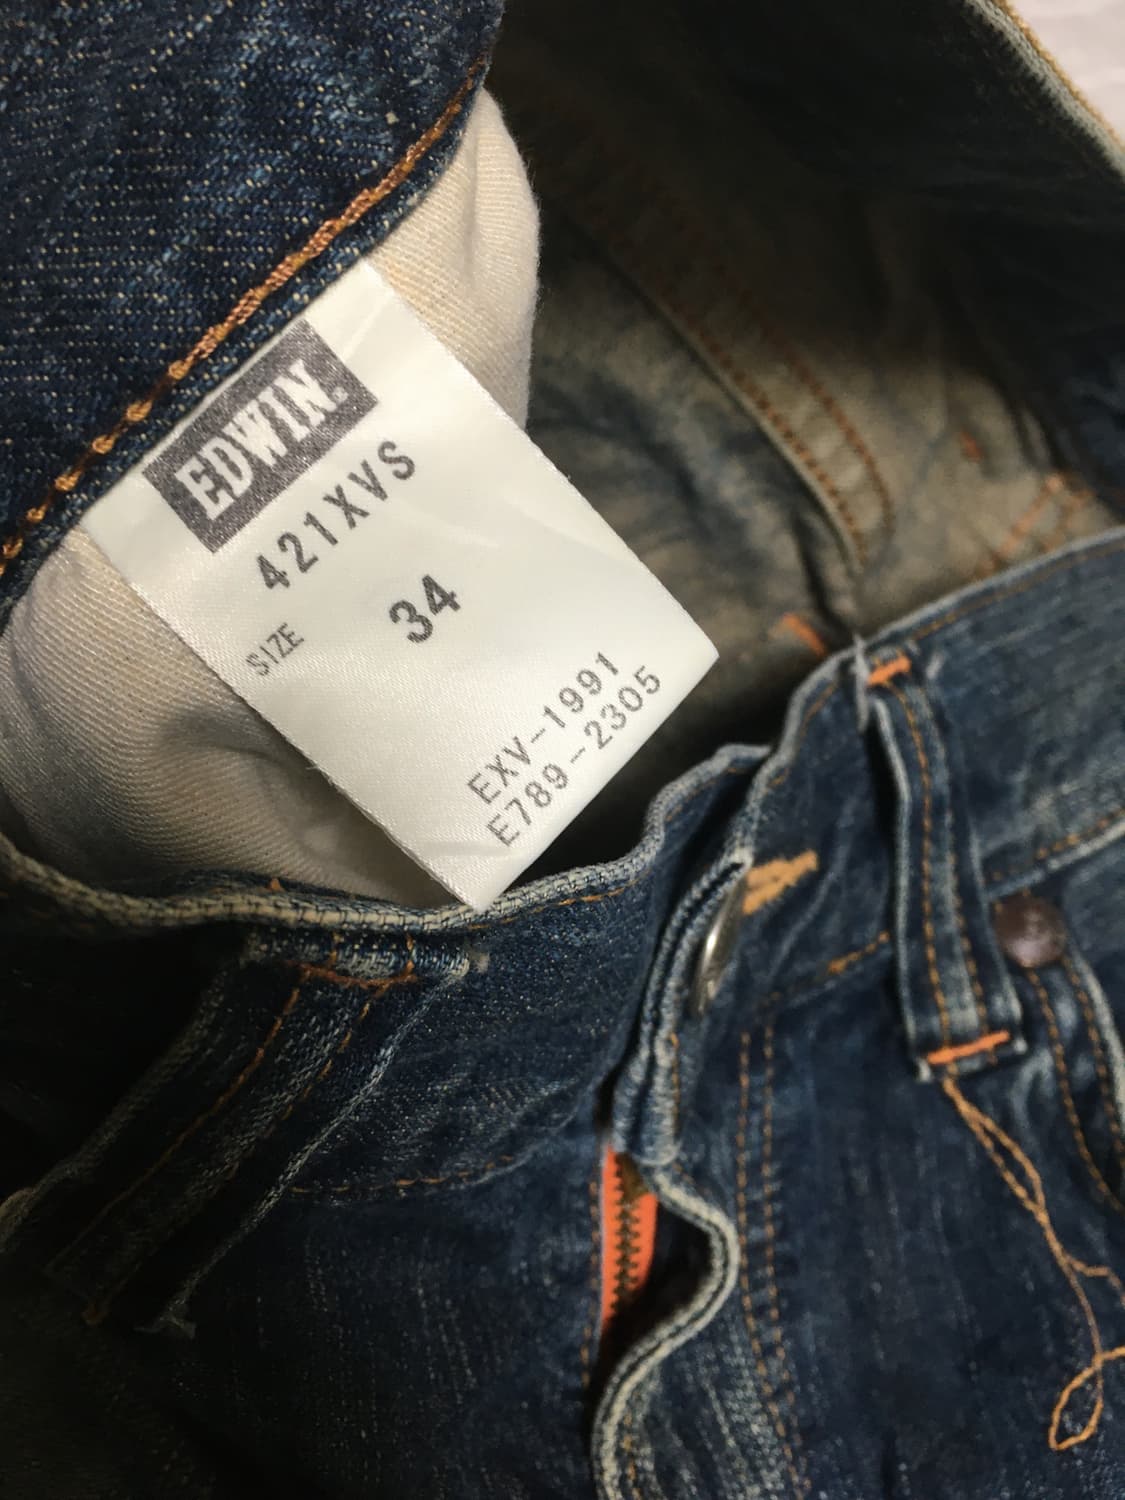 EDWIN.
421XVS
SIZE 34
EXV-1991
E789-2305